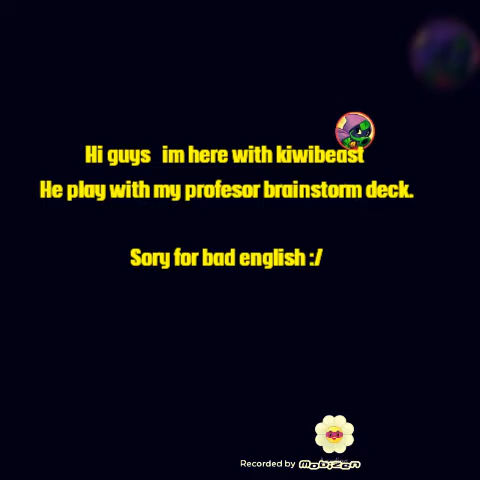 Hi guys im here with kiwibeast
He play with my profesor brainstorm deck.
Sory for bad english :/
Recorded by Mobizen